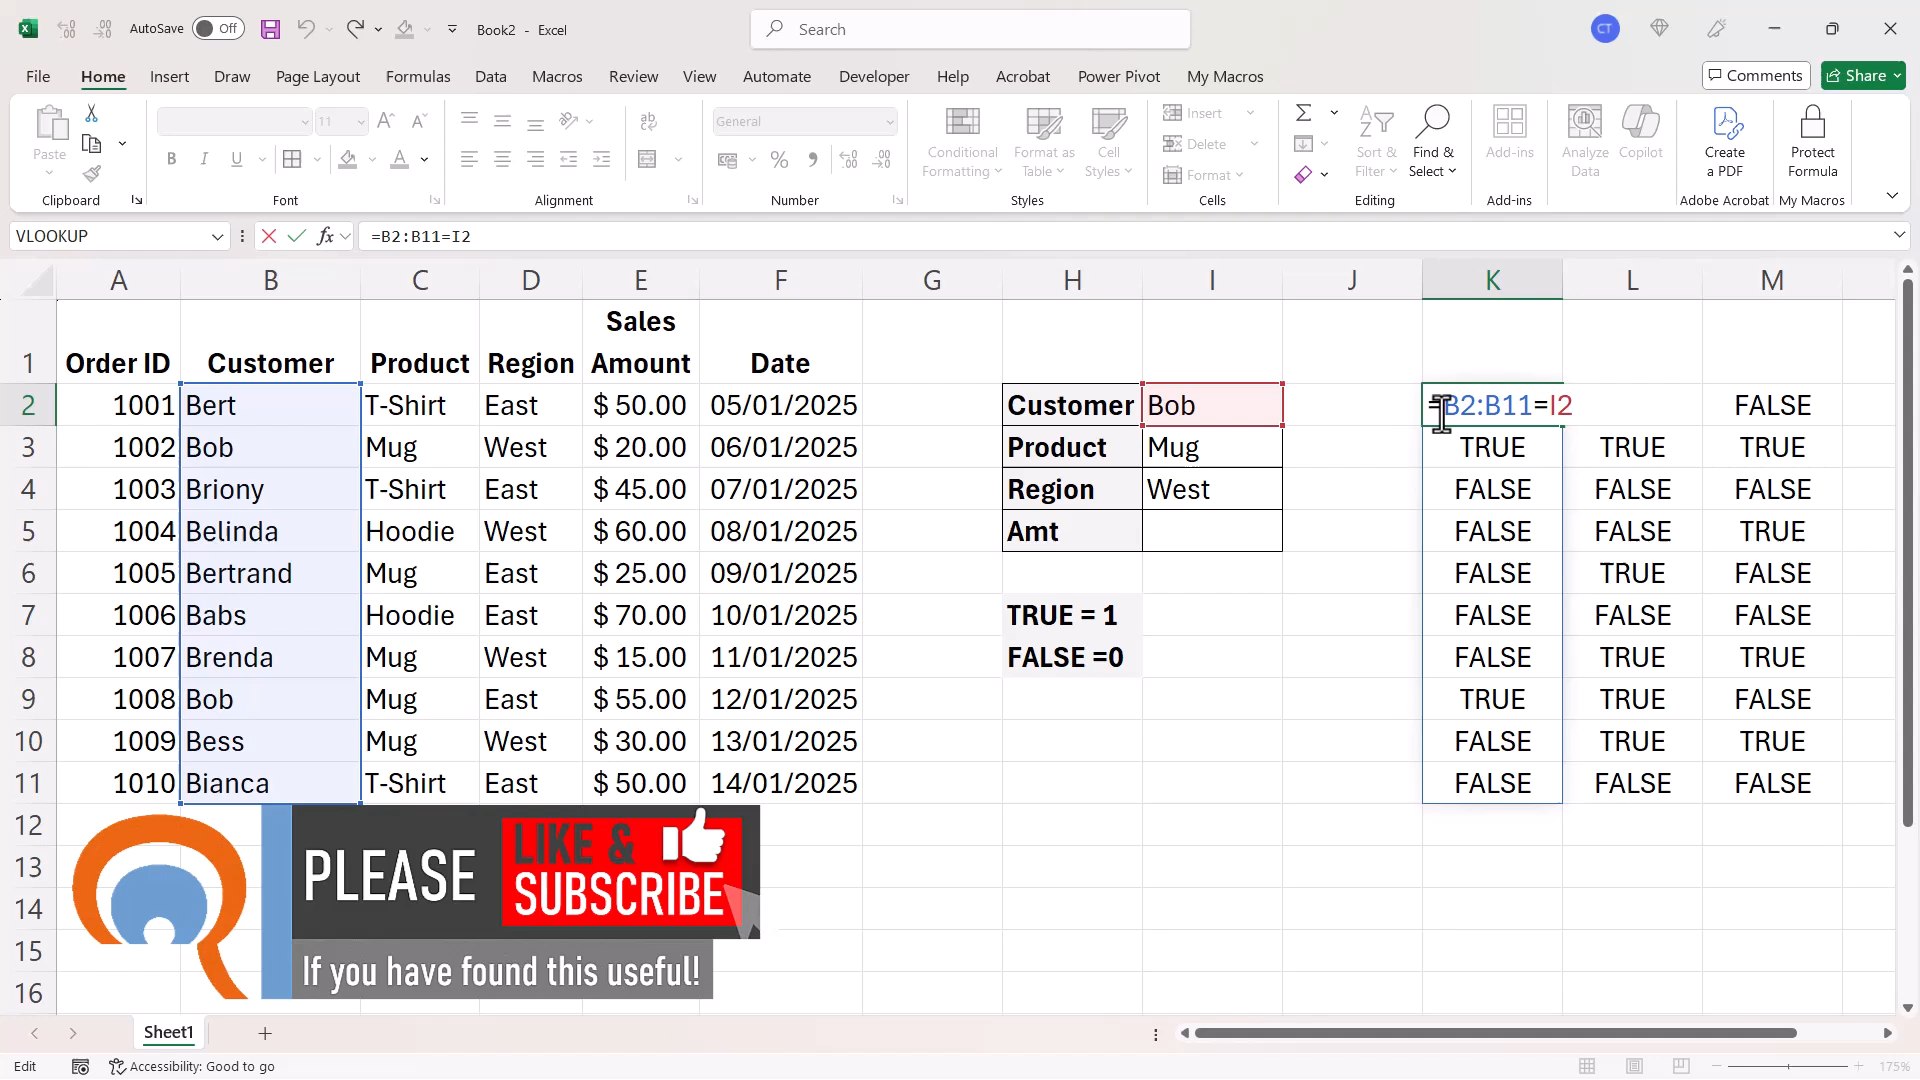 AutoSave Off Book2 - Excel Search CT
File Home Insert Draw Page Layout Formulas Data Macros Review View Automate Developer Help Acrobat Power Pivot My Macros Comments Share
Paste
Clipboard
11
B I U
Font
Alignment
General
Number
Conditional Formatting
Format as Table
Cell Styles
Styles
Insert
Delete
Format
Cells
Sort & Filter
Find & Select
Editing
Add-ins
Add-ins
Analyze Data
Copilot
Create a PDF
Adobe Acrobat
Protect Formula
My Macros
VLOOKUP fx =B2:B11=I2
A B C D E F G H I J K L M
1 Order ID Customer Product Region Sales Amount Date
2 1001 Bert T-Shirt East $ 50.00 05/01/2025 Customer Bob =B2:B11=I2 FALSE
3 1002 Bob Mug West $ 20.00 06/01/2025 Product Mug TRUE TRUE TRUE
4 1003 Briony T-Shirt East $ 45.00 07/01/2025 Region West FALSE FALSE FALSE
5 1004 Belinda Hoodie West $ 60.00 08/01/2025 Amt FALSE FALSE TRUE
6 1005 Bertrand Mug East $ 25.00 09/01/2025 FALSE TRUE FALSE
7 1006 Babs Hoodie East $ 70.00 10/01/2025 TRUE = 1 FALSE FALSE FALSE
8 1007 Brenda Mug West $ 15.00 11/01/2025 FALSE =0 FALSE TRUE TRUE
9 1008 Bob Mug East $ 55.00 12/01/2025 TRUE TRUE FALSE
10 1009 Bess Mug West $ 30.00 13/01/2025 FALSE TRUE TRUE
11 1010 Bianca T-Shirt East $ 50.00 14/01/2025 FALSE FALSE FALSE
12
13
14
15
16
PLEASE LIKE & SUBSCRIBE
If you have found this useful!
Sheet1
Edit Accessibility: Good to go 175%